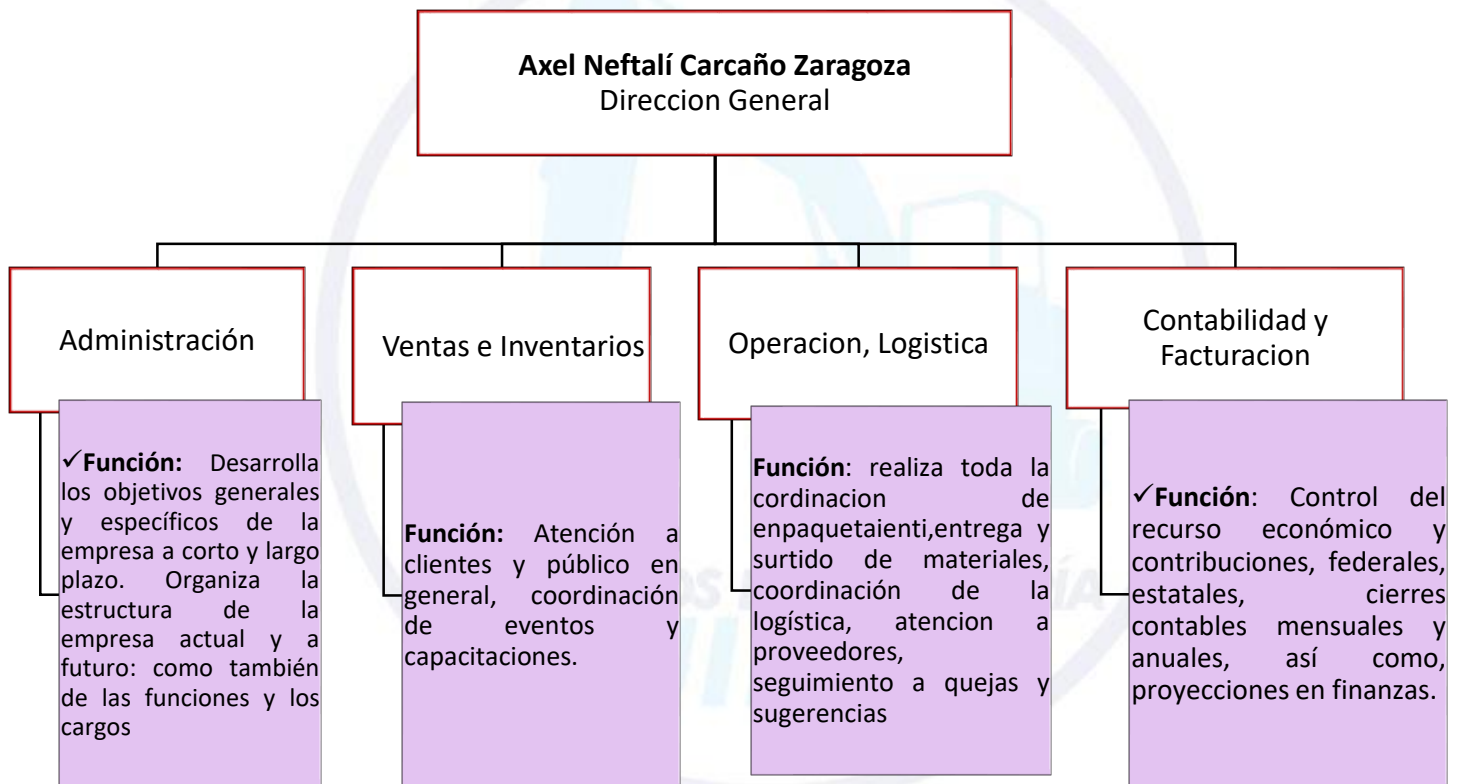 Axel Neftalí Carcaño Zaragoza
Direccion General
Administración
✓Función: Desarrolla
los objetivos generales
y específicos de la
empresa a corto y largo
plazo. Organiza la
estructura de la
empresa actual y a
futuro: como también
de las funciones y los
cargos
Ventas e Inventarios
Función: Atención a
clientes y público en
general, coordinación
de eventos y
capacitaciones.
Operacion, Logistica
Función: realiza toda la
cordinacion de
enpaquetaienti,entrega y
surtido de materiales,
coordinación de la
logística, atencion a
proveedores,
seguimiento a quejas y
sugerencias
Contabilidad y
Facturacion
✓Función: Control del
recurso económico y
contribuciones, federales,
estatales, cierres
contables mensuales y
anuales, así como,
proyecciones en finanzas.